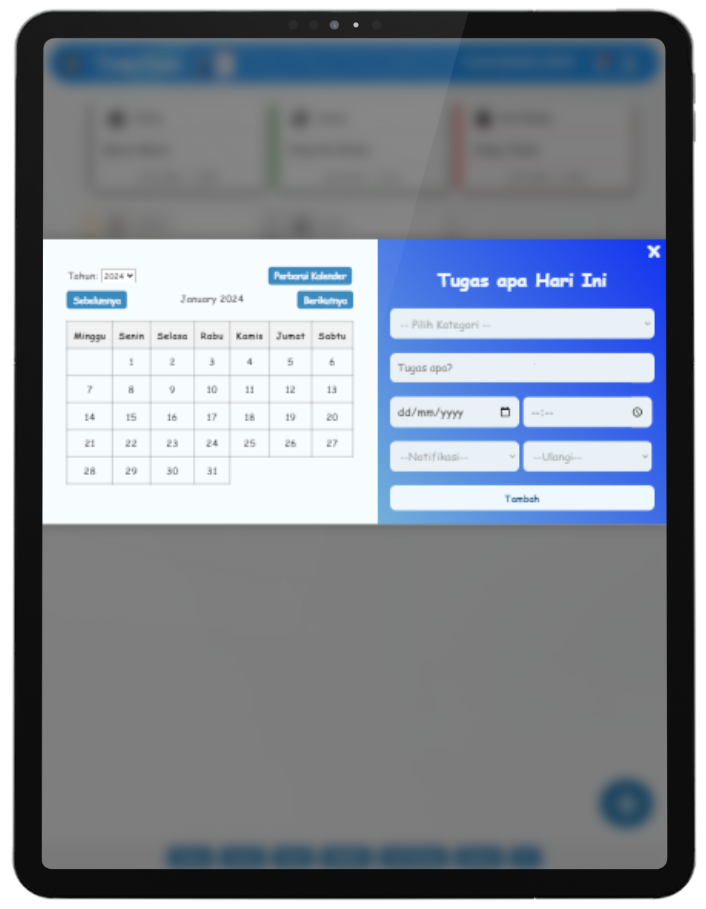 X
Tahun: 2024 Perbarui Kalender
Sebelumnya January 2024 Berikutnya
Minggu Senin Selasa Rabu Kamis Jumat Sabtu
1 2 3 4 5 6
7 8 9 10 11 12 13
14 15 16 17 18 19 20
21 22 23 24 25 26 27
28 29 30 31
Tugas apa Hari Ini
-- Pilih Kategori --
Tugas apa?
dd/mm/yyyy --:--
--Notifikasi-- --Ulangi--
Tambah